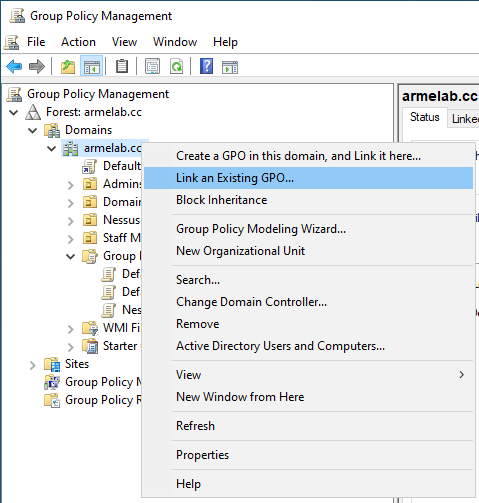 Group Policy Management
File Action View Window Help
Group Policy Management
Forest: armelab.cc
Domains
armelab.cc
Default
Admins
Domain
Nessus
Staff M
Group
Defa
Defa
Nes
WMI Fi
Starter
Sites
Group Policy M
Group Policy R
armelab.cc
Status Linked
Create a GPO in this domain, and Link it here...
Link an Existing GPO...
Block Inheritance
Group Policy Modeling Wizard...
New Organizational Unit
Search...
Change Domain Controller...
Remove
Active Directory Users and Computers...
View
New Window from Here
Refresh
Properties
Help